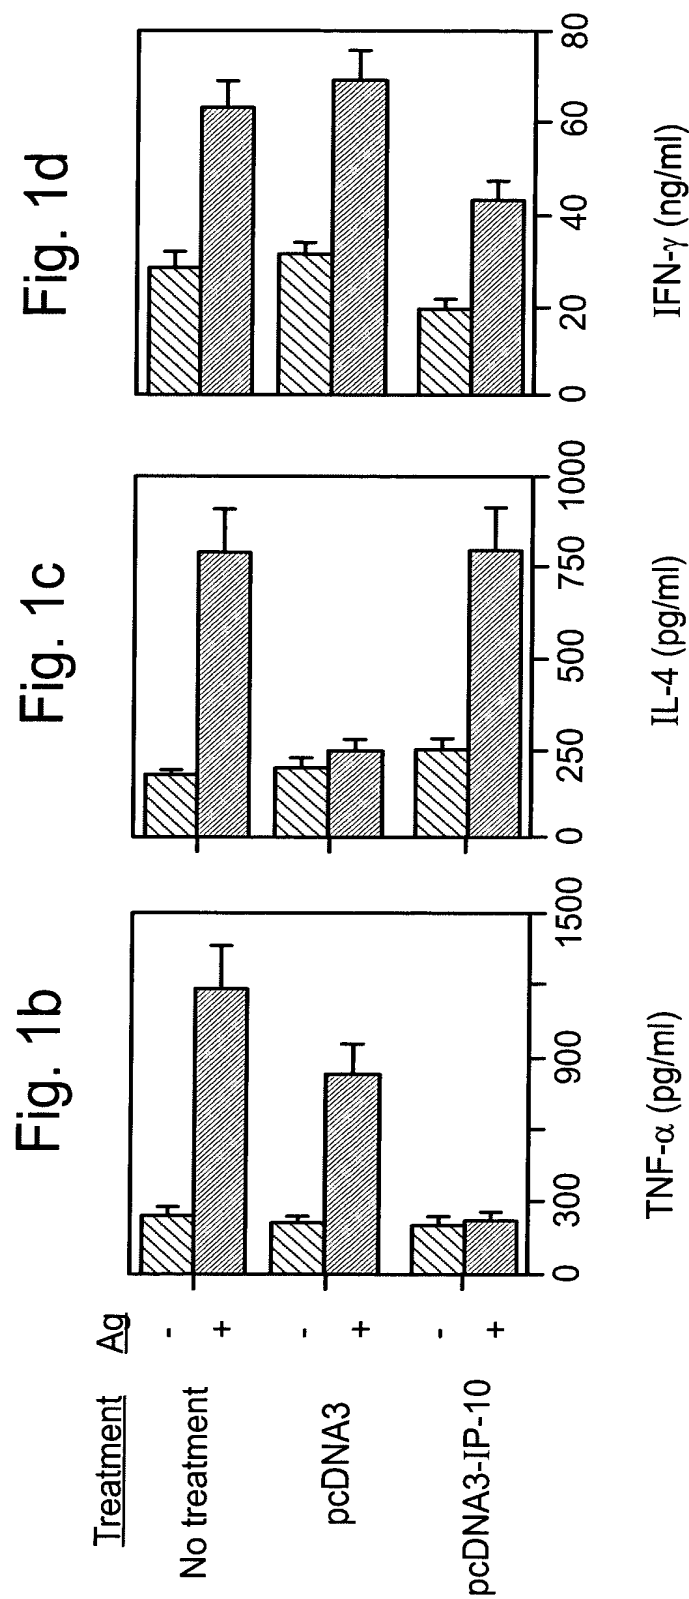 Fig. 1b
Fig. 1c
Fig. 1d
Treatment Ag
No treatment - +
pcDNA3 - +
pcDNA3-IP-10 - +
0 300 900 1500
TNF-α (pg/ml)
0 250 500 750 1000
IL-4 (pg/ml)
0 20 40 60 80
IFN-γ (ng/ml)